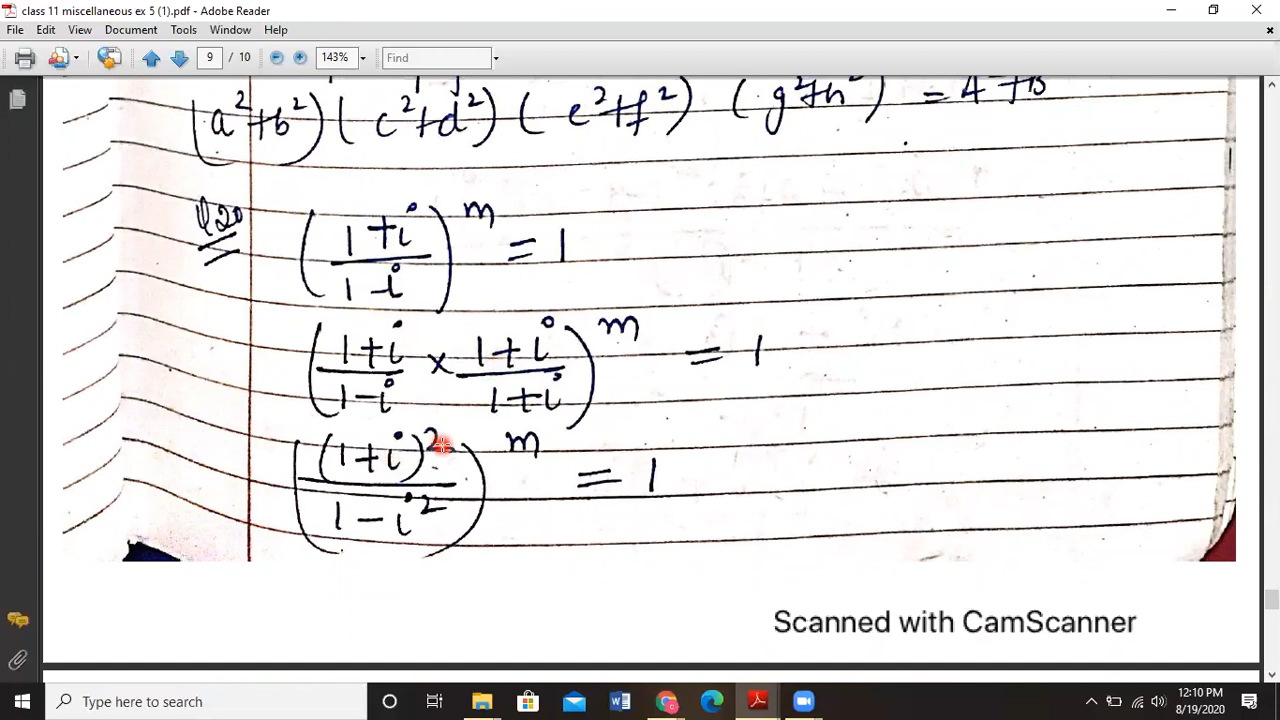 class 11 miscellaneous ex 5 (1).pdf - Adobe Reader
File Edit View Document Tools Window Help
9 / 10 143% Find
(a²+b²)(c²+d²)(e²+f²)(g²+h²) = A²+B²
Q20 ((1+i)/(1-i))^m = 1
((1+i)/(1-i) × (1+i)/(1+i))^m = 1
((1+i)²/(1-i²))^m = 1
Scanned with CamScanner
Type here to search
12:10 PM
8/19/2020